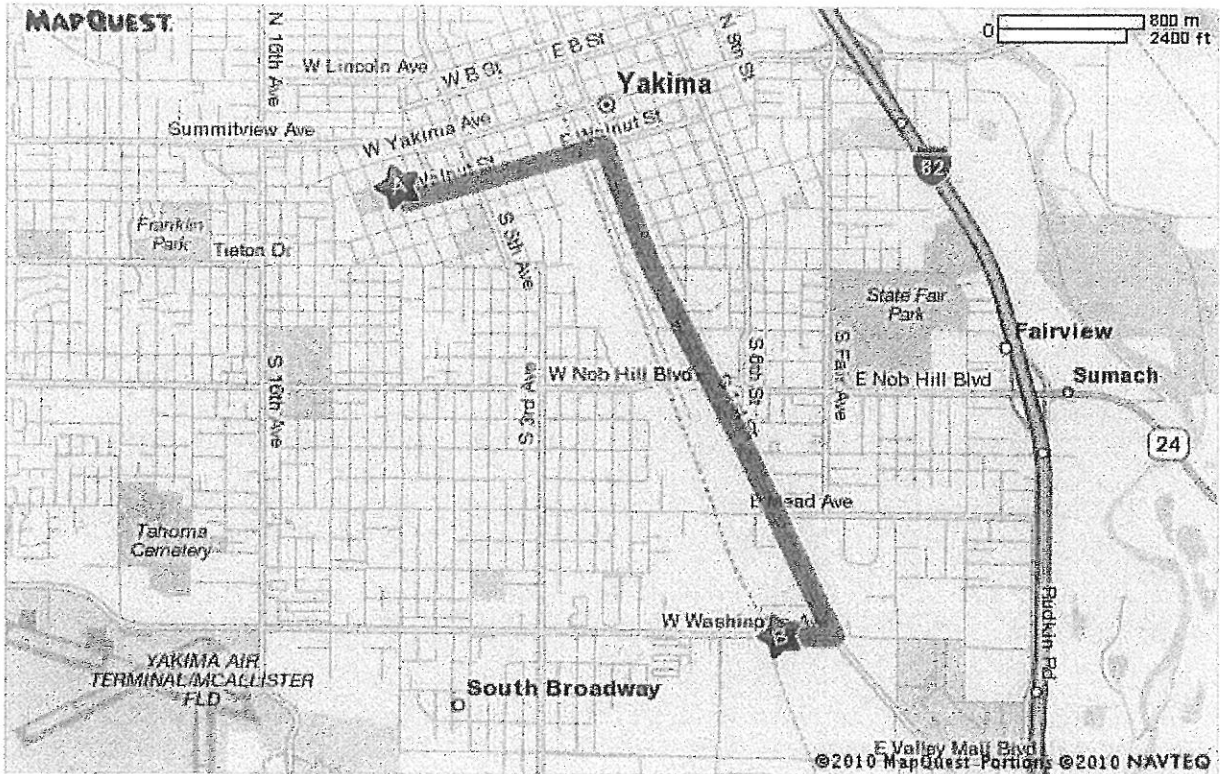 MAPQUEST.
0
800 m
2400 ft
N 16th Ave
W Lincoln Ave
W B St
E B St
N 9th St
Yakima
Summitview Ave
W Yakima Ave
E Walnut St
Walnut St
A
82
Franklin
Park
Tieton Dr
S 5th Ave
State Fair
Park
Fairview
S 16th Ave
W Nob Hill Blvd
S 3rd Ave
S 6th St
S Fair Ave
E Nob Hill Blvd
Sumach
24
E Mead Ave
Tahoma
Cemetery
W Washington Av
Rudkin Rd
YAKIMA AIR
TERMINAL/MCALLISTER
FLD
South Broadway
E Valley Mall Blvd
©2010 MapQuest Portions ©2010 NAVTEQ